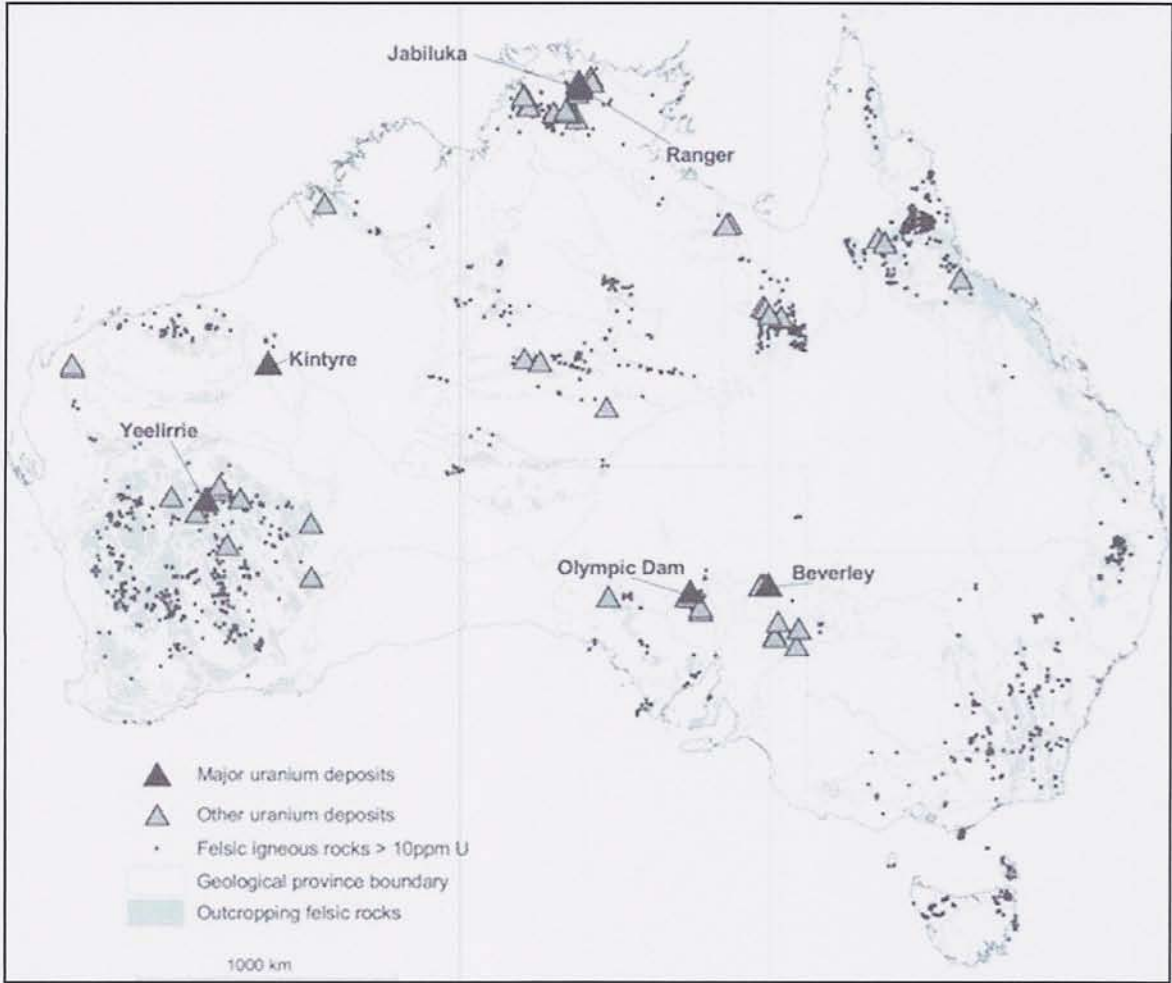 Jabiluka
Ranger
Kintyre
Yeelirrie
Olympic Dam
Beverley
Major uranium deposits
Other uranium deposits
Felsic igneous rocks > 10ppm U
Geological province boundary
Outcropping felsic rocks
1000 km